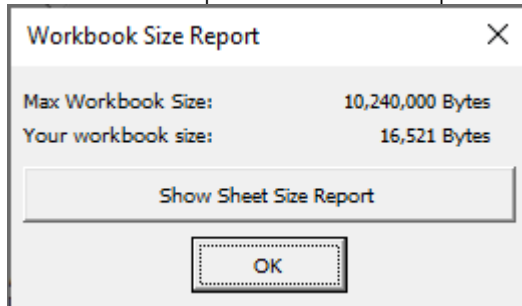 Workbook Size Report
Max Workbook Size: 10,240,000 Bytes
Your workbook size: 16,521 Bytes
Show Sheet Size Report
OK